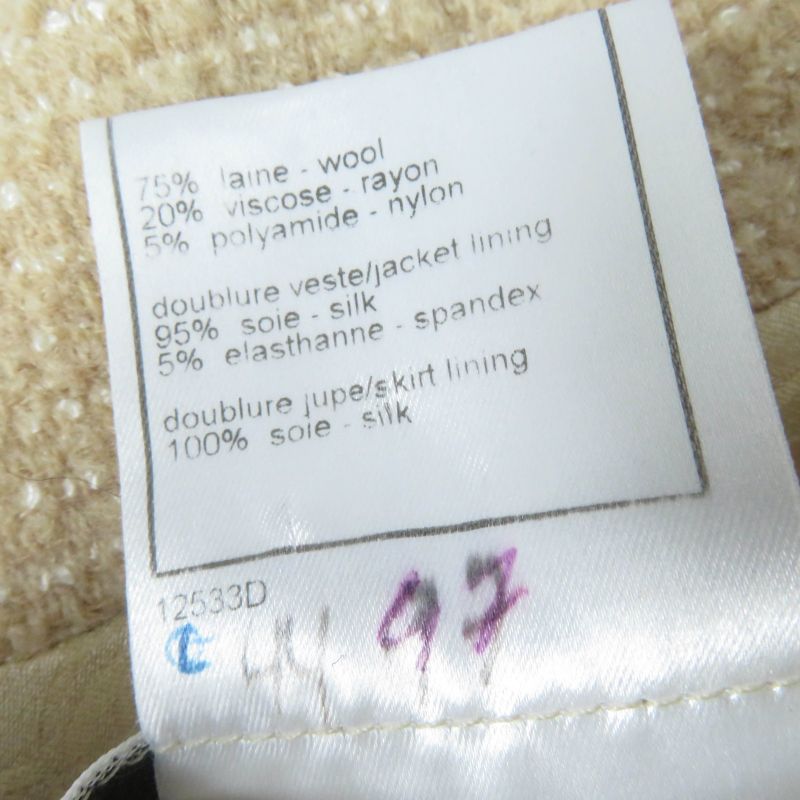 75% laine - wool
20% viscose - rayon
5% polyamide - nylon
doublure veste/jacket lining
95% soie - silk
5% elasthanne - spandex
doublure jupe/skirt lining
100% soie - silk
12533D
44 97